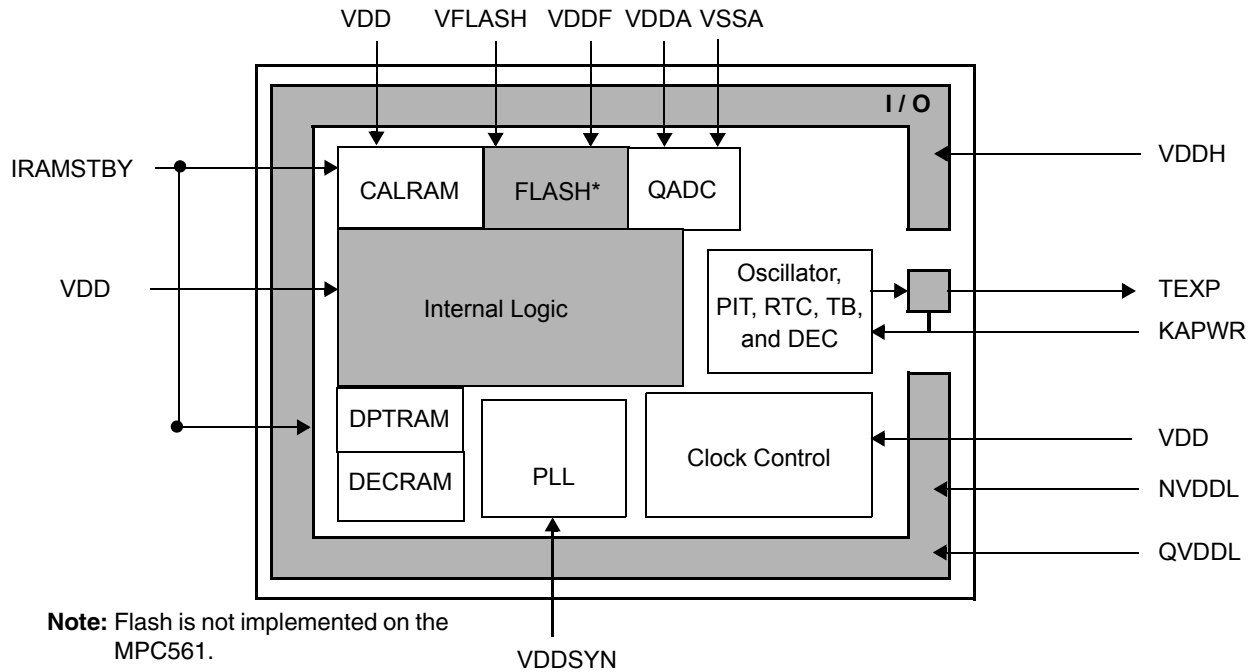 VDD VFLASH VDDF VDDA VSSA
I / O
IRAMSTBY
VDDH
CALRAM
FLASH*
QADC
VDD
Internal Logic
Oscillator,
PIT, RTC, TB,
and DEC
TEXP
KAPWR
DPTRAM
DECRAM
PLL
Clock Control
VDD
NVDDL
QVDDL
Note: Flash is not implemented on the
MPC561.
VDDSYN